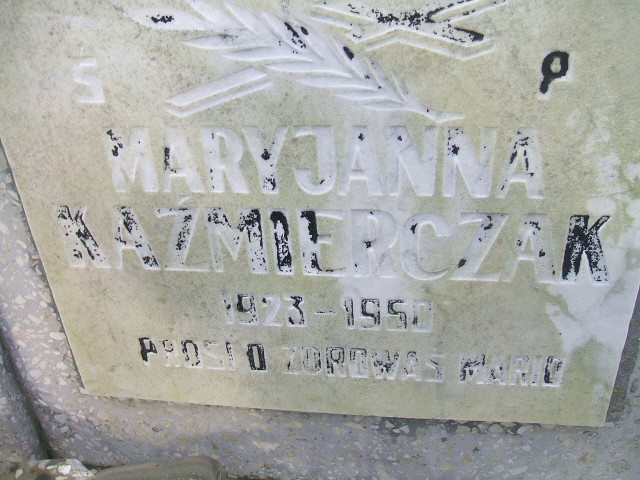 Ś P
MARYJANNA
KAŹMIERCZAK
1923-1950
PROSI O ZDROWAŚ MARIO